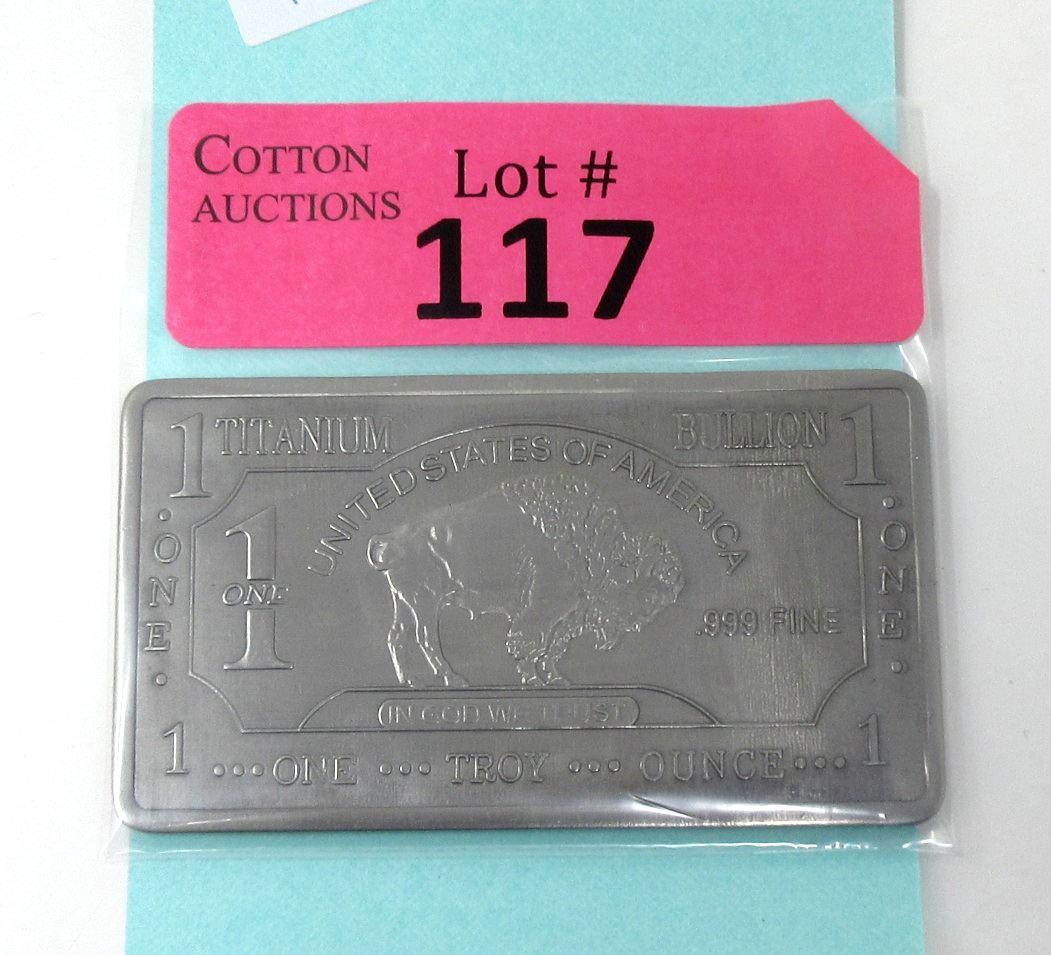 COTTON
AUCTIONS
Lot #
117
1 TITANIUM BULLION 1
UNITED STATES OF AMERICA
· ONE ·
1
ONE
.999 FINE
· ONE ·
IN GOD WE TRUST
1 ··· ONE ··· TROY ··· OUNCE ··· 1